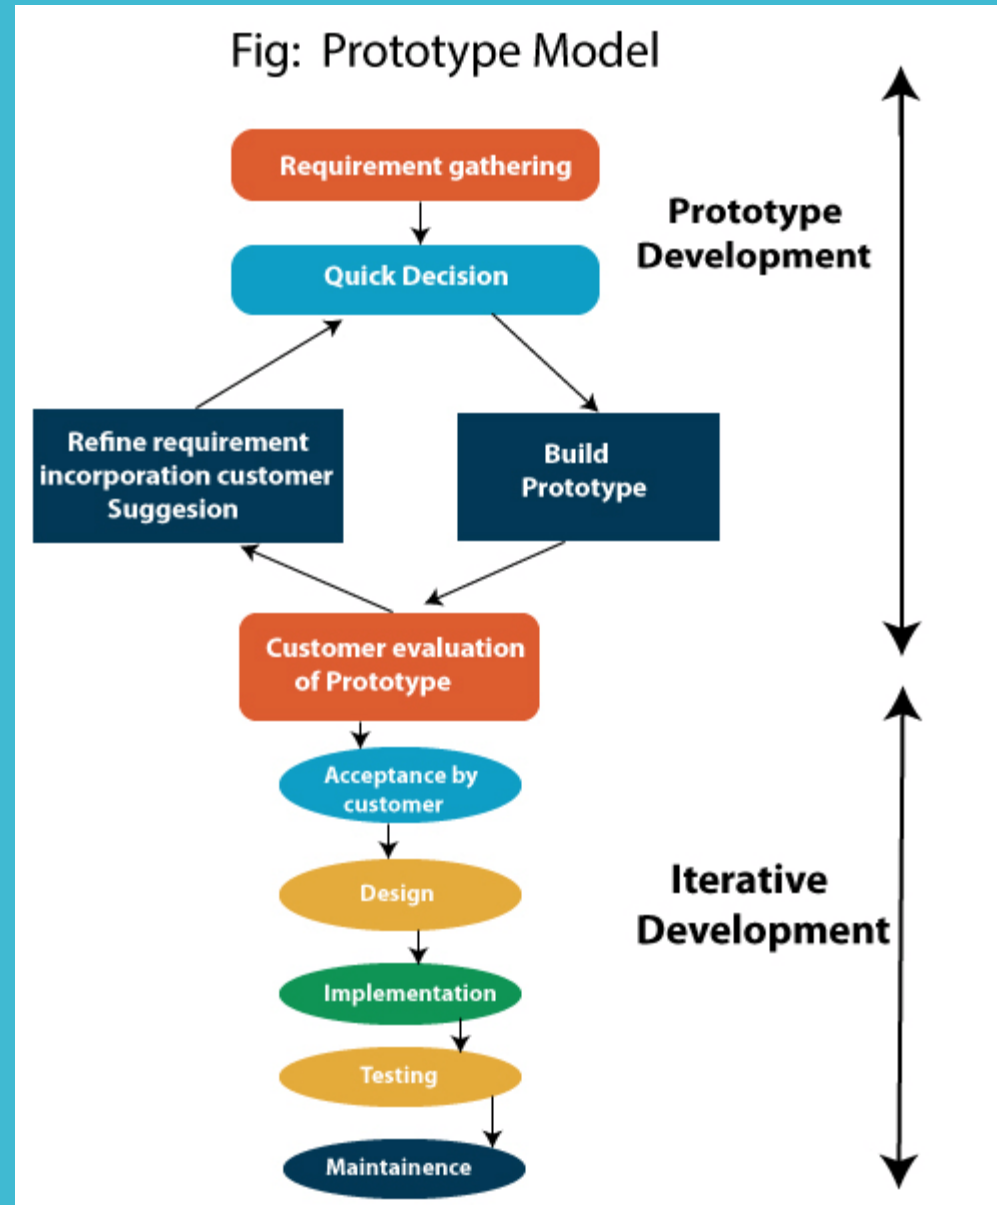 Fig: Prototype Model
Requirement gathering
Prototype
Development
Quick Decision
Refine requirement
incorporation customer
Suggesion
Build
Prototype
Customer evaluation
of Prototype
Acceptance by
customer
Design
Iterative
Development
Implementation
Testing
Maintainence